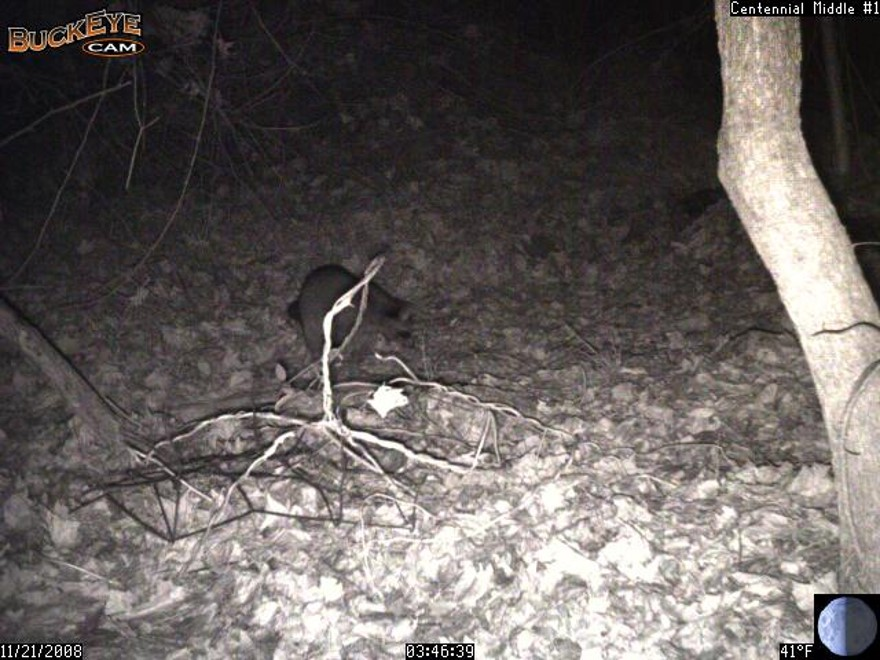 BUCKEYE
CAM
Centennial Middle #1
11/21/2008
03:46:39
41°F